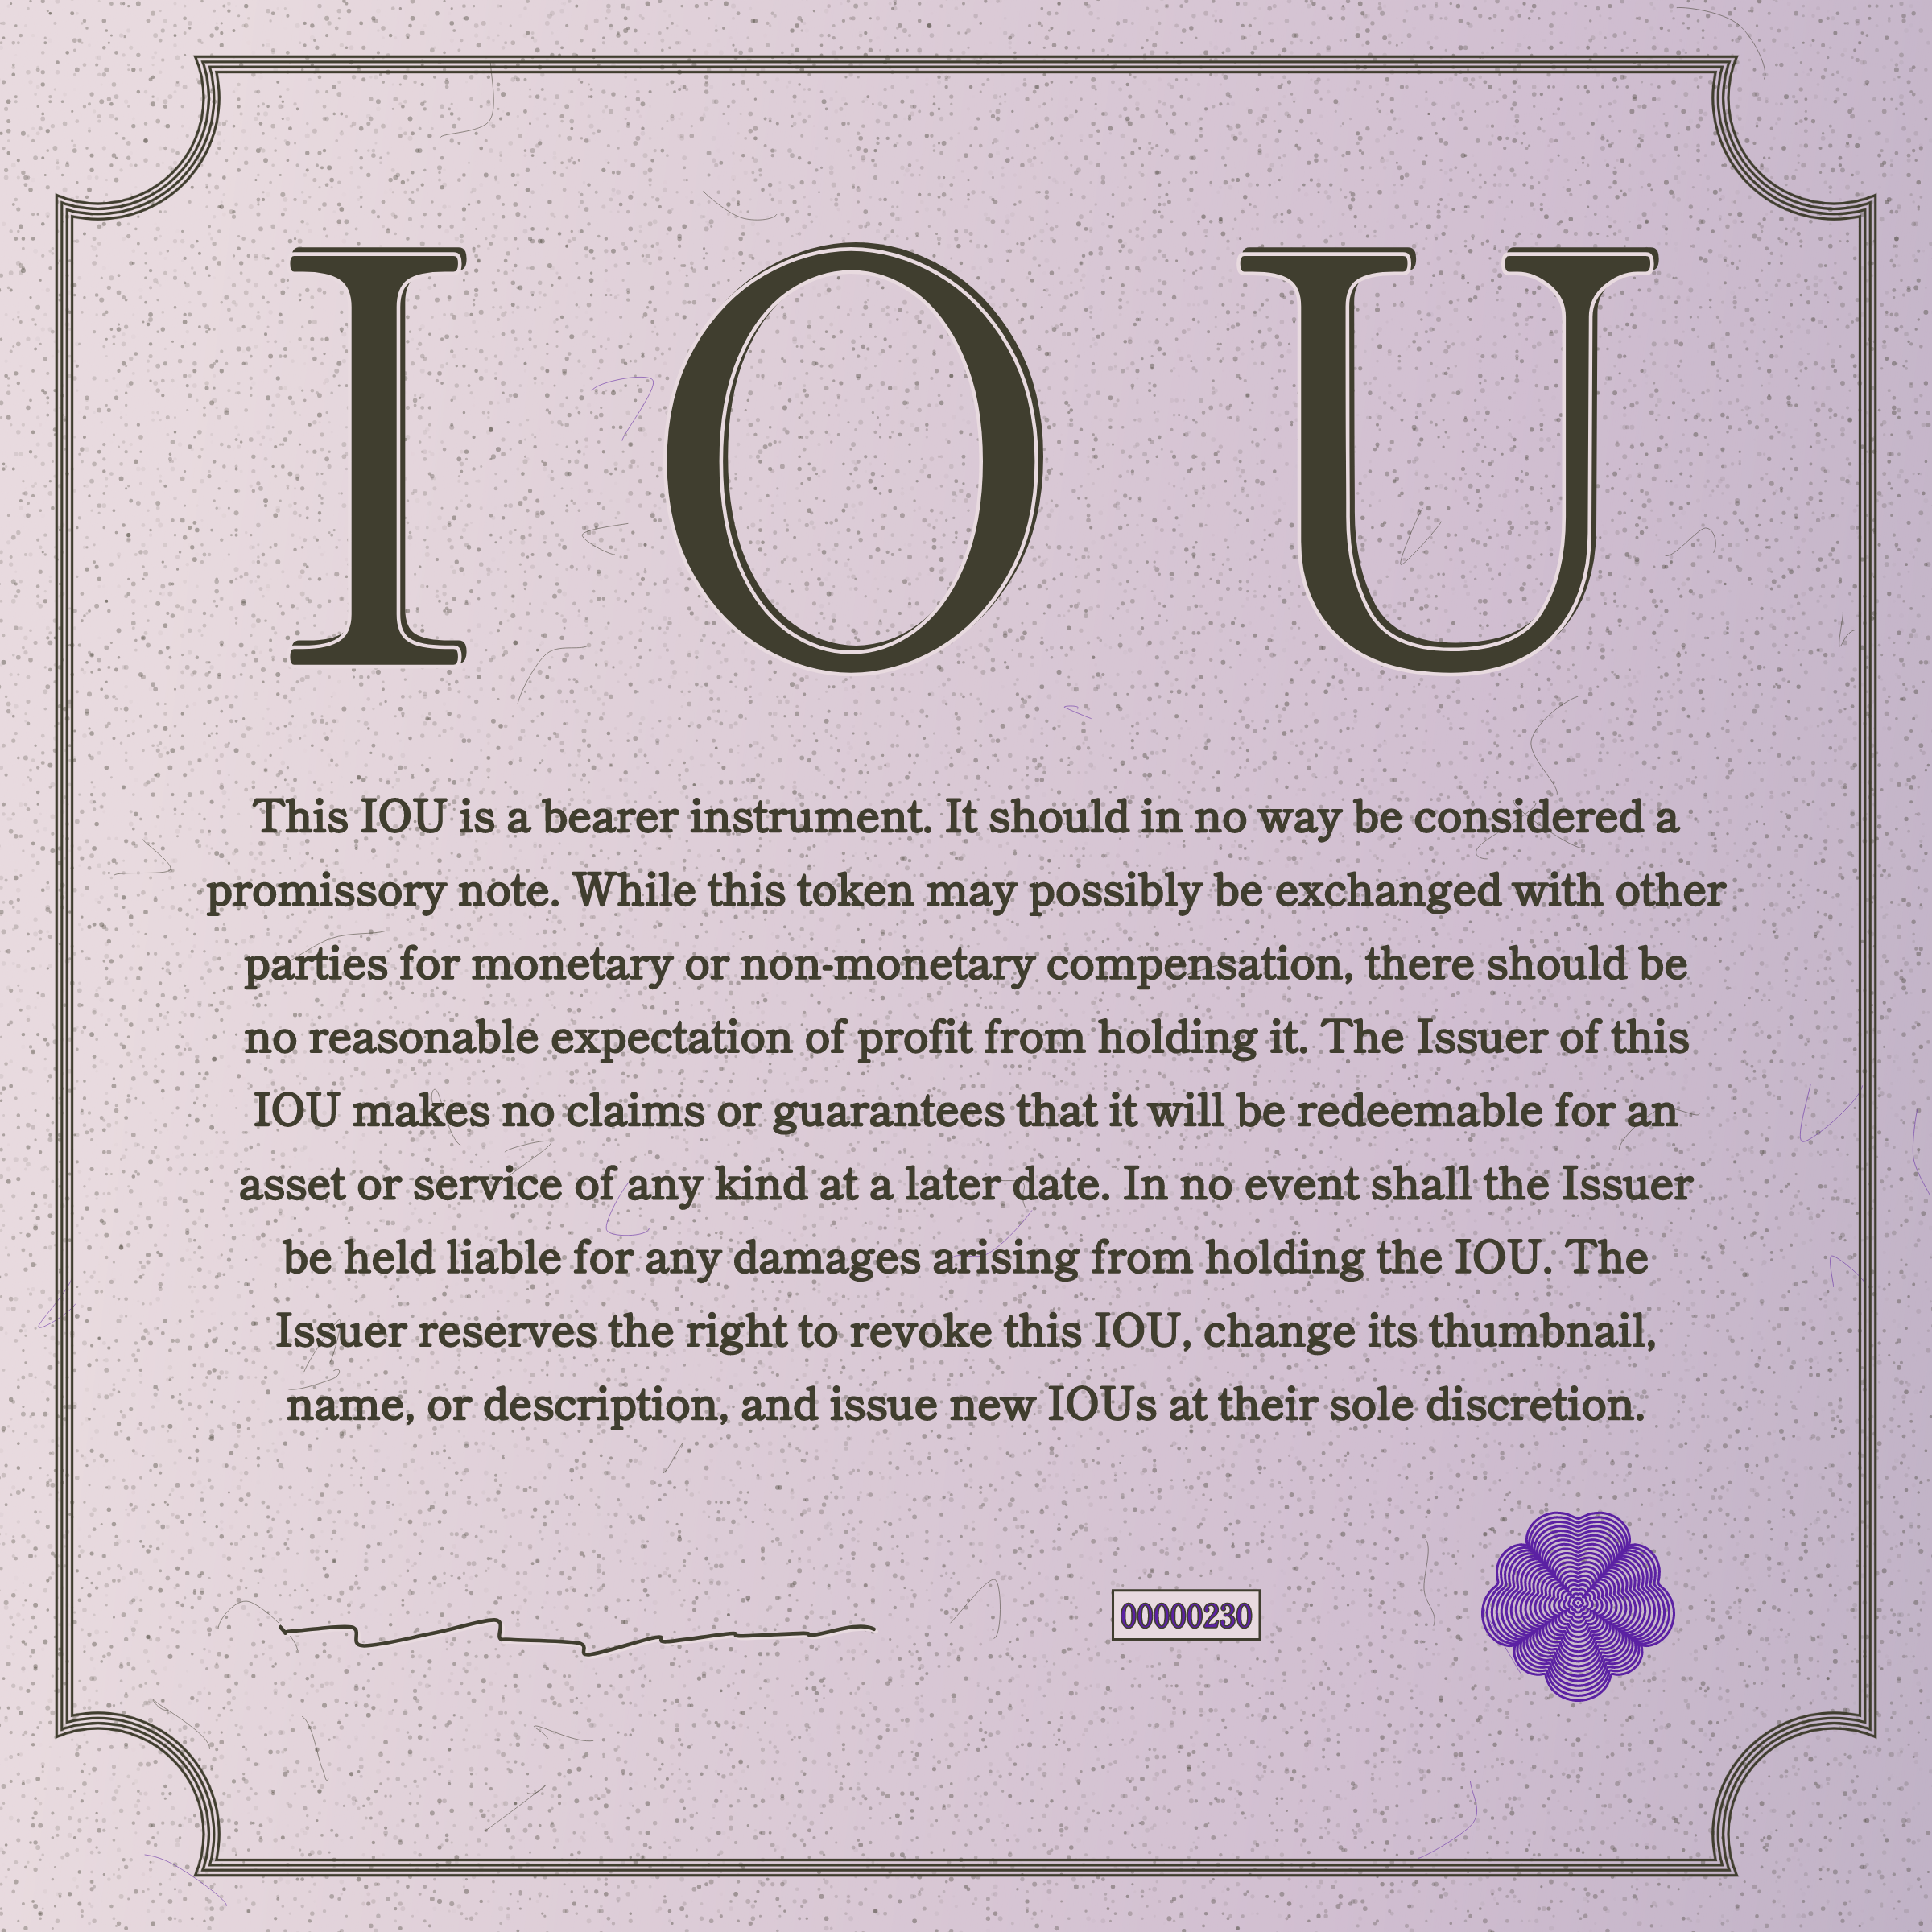 I O U
This IOU is a bearer instrument. It should in no way be considered a
promissory note. While this token may possibly be exchanged with other
parties for monetary or non-monetary compensation, there should be
no reasonable expectation of profit from holding it. The Issuer of this
IOU makes no claims or guarantees that it will be redeemable for an
asset or service of any kind at a later date. In no event shall the Issuer
be held liable for any damages arising from holding the IOU. The
Issuer reserves the right to revoke this IOU, change its thumbnail,
name, or description, and issue new IOUs at their sole discretion.
00000230